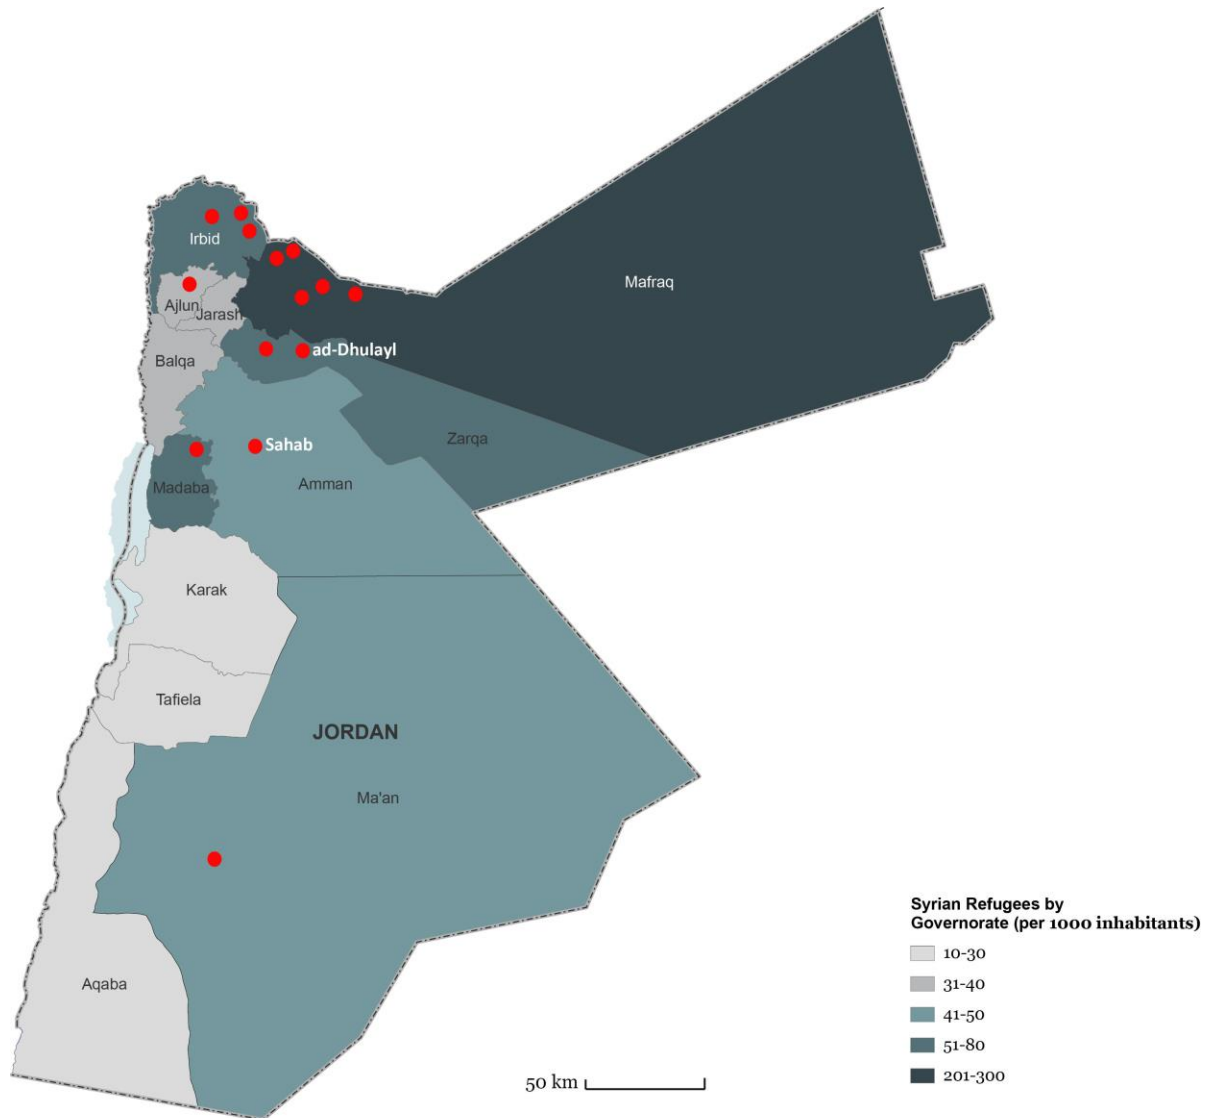 Mafraq
Irbid
Ajlun
Jarash
ad-Dhulayl
Balqa
Zarqa
Sahab
Madaba
Amman
Karak
Tafiela
JORDAN
Ma'an
Aqaba
Syrian Refugees by
Governorate (per 1000 inhabitants)
10-30
31-40
41-50
51-80
201-300
50 km